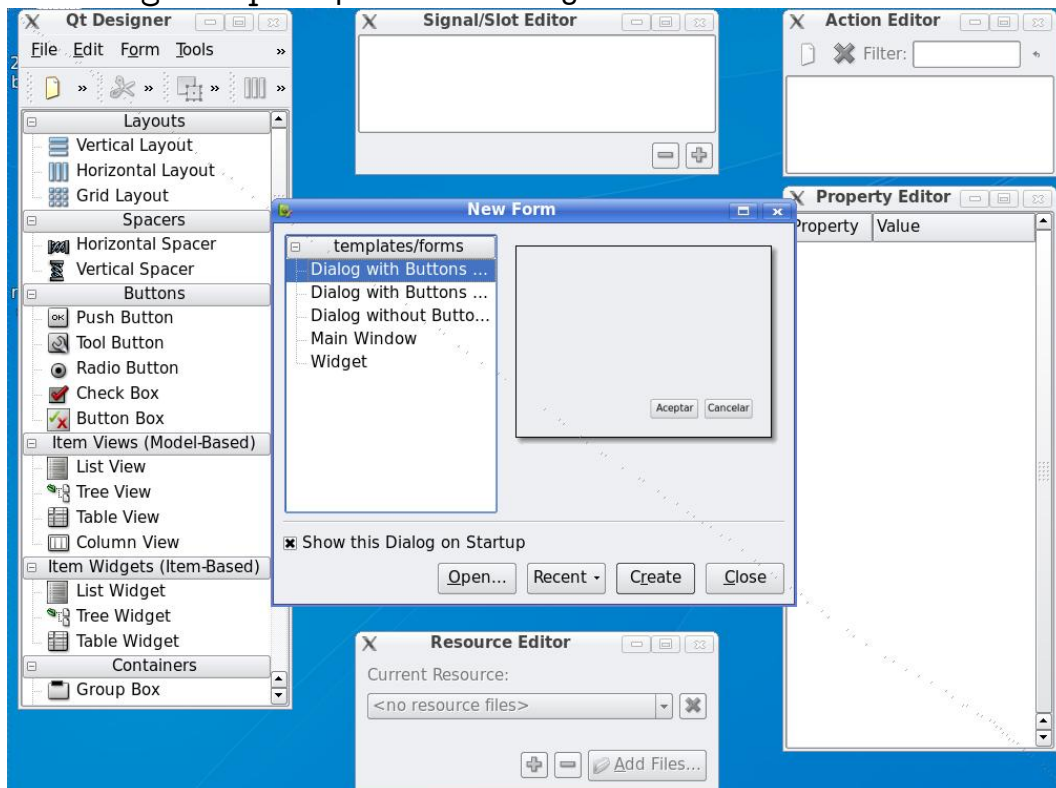 Qt Designer
File Edit Form Tools »
» » » »
Layouts
Vertical Layout
Horizontal Layout
Grid Layout
Spacers
Horizontal Spacer
Vertical Spacer
Buttons
OK Push Button
Tool Button
Radio Button
Check Box
Button Box
Item Views (Model-Based)
List View
Tree View
Table View
Column View
Item Widgets (Item-Based)
List Widget
Tree Widget
Table Widget
Containers
Group Box
Signal/Slot Editor
Action Editor
Filter:
Property Editor
Property Value
New Form
templates/forms
Dialog with Buttons ...
Dialog with Buttons ...
Dialog without Butto...
Main Window
Widget
Aceptar Cancelar
Show this Dialog on Startup
Open... Recent Create Close
Resource Editor
Current Resource:
<no resource files>
Add Files...